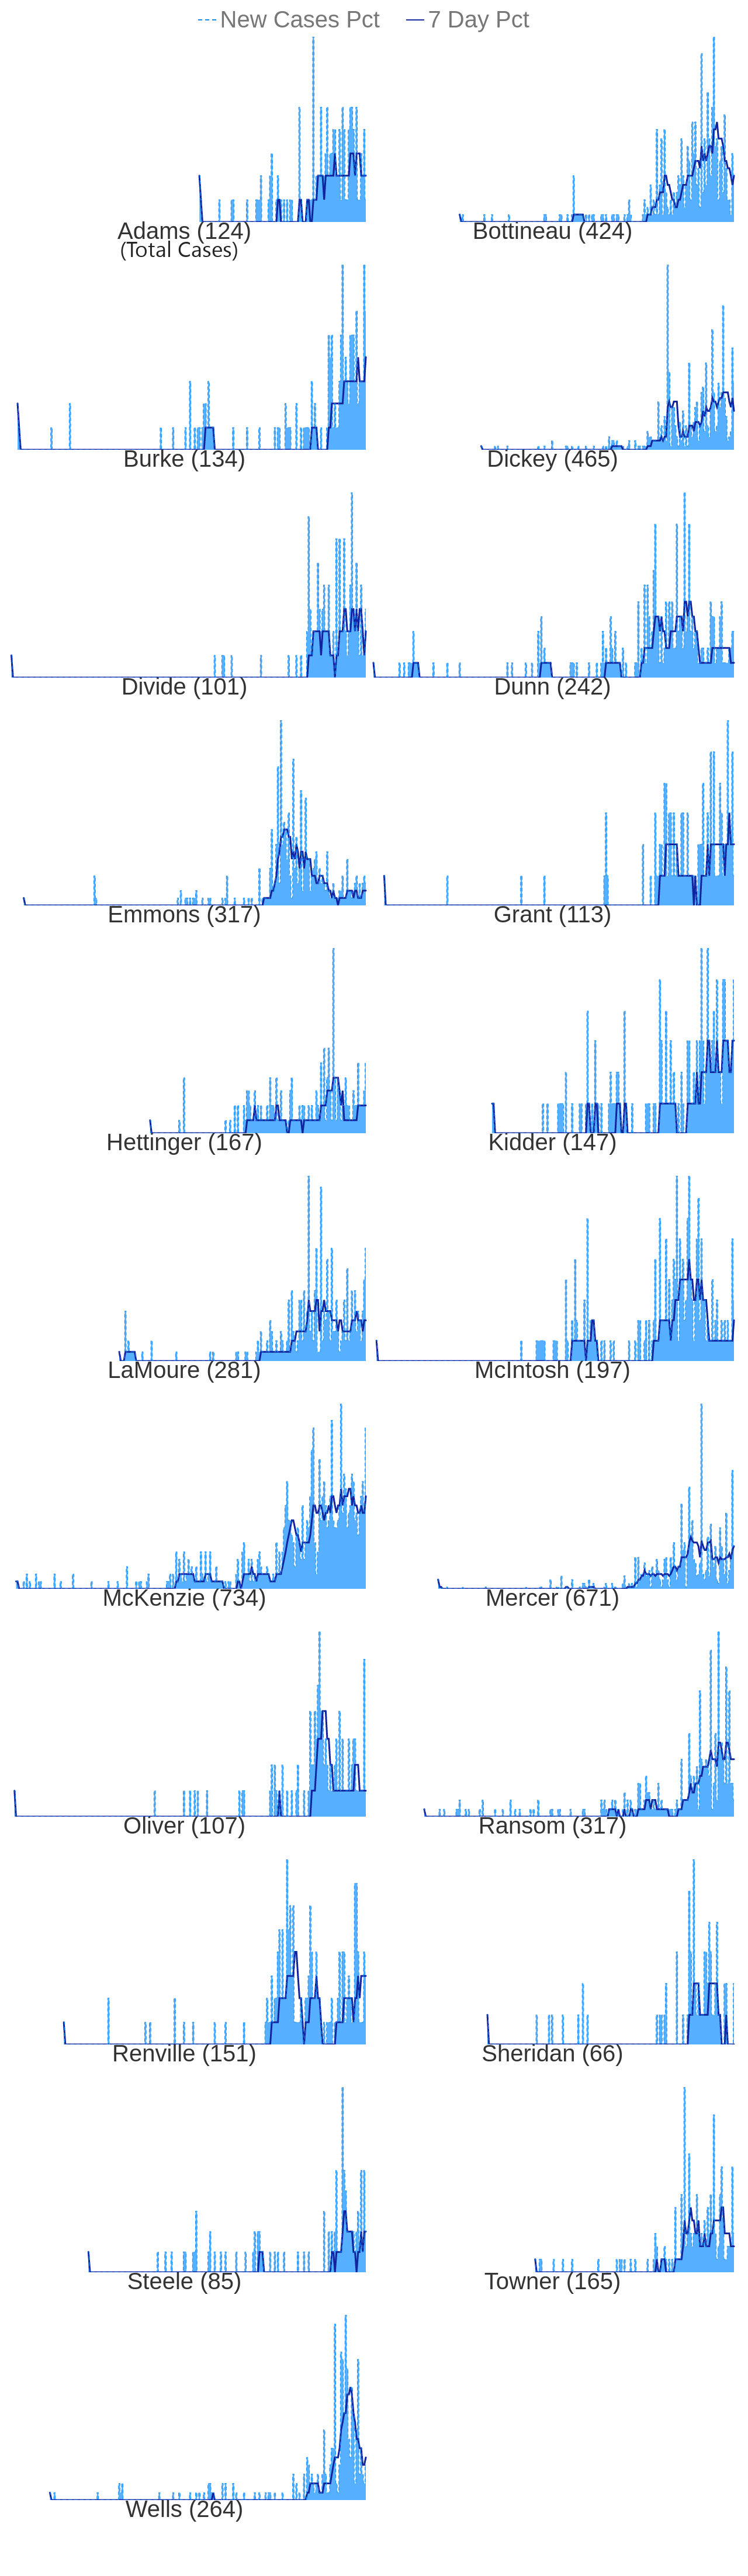 New Cases Pct 7 Day Pct
Adams (124) Bottineau (424)
(Total Cases)
Burke (134) Dickey (465)
Divide (101) Dunn (242)
Emmons (317) Grant (113)
Hettinger (167) Kidder (147)
LaMoure (281) McIntosh (197)
McKenzie (734) Mercer (671)
Oliver (107) Ransom (317)
Renville (151) Sheridan (66)
Steele (85) Towner (165)
Wells (264)